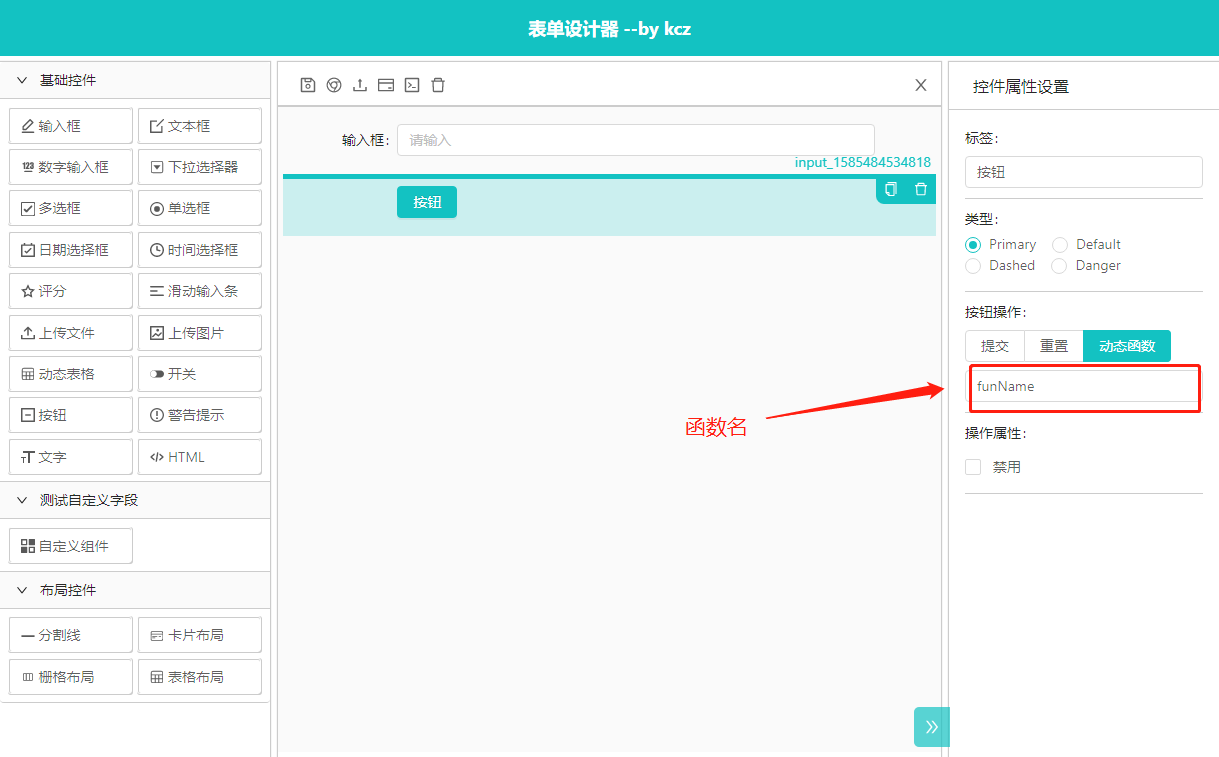 表单设计器 --by kcz
基础控件
输入框
文本框
数字输入框
下拉选择器
多选框
单选框
日期选择框
时间选择框
评分
滑动输入条
上传文件
上传图片
动态表格
开关
按钮
警告提示
文字
HTML
测试自定义字段
自定义组件
布局控件
分割线
卡片布局
栅格布局
表格布局
输入框:
请输入
input_1585484534818
按钮
函数名
控件属性设置
标签:
按钮
类型:
Primary
Default
Dashed
Danger
按钮操作:
提交
重置
动态函数
funName
操作属性:
禁用